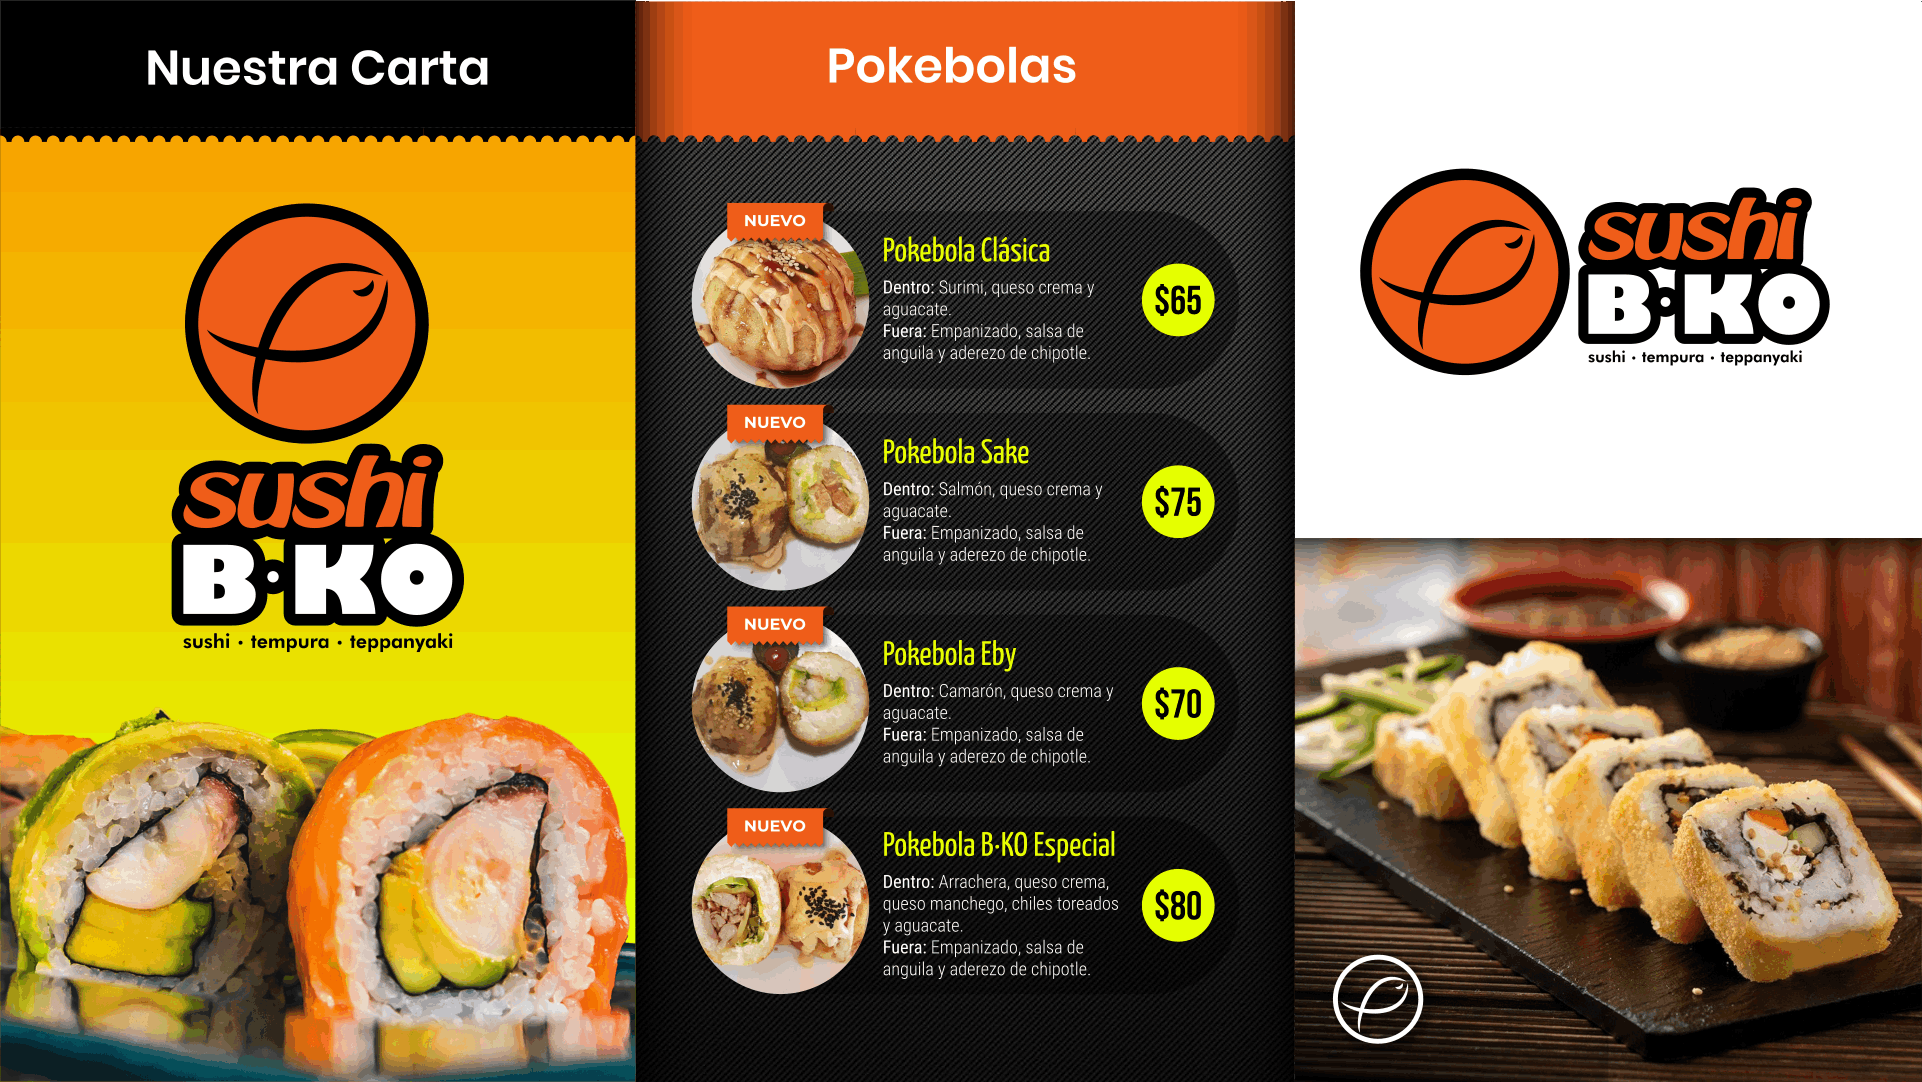 Nuestra Carta
sushi
B•KO
sushi • tempura • teppanyaki
Pokebolas
NUEVO
Pokebola Clásica
Dentro: Surimi, queso crema y
aguacate.
Fuera: Empanizado, salsa de
anguila y aderezo de chipotle.
$65
NUEVO
Pokebola Sake
Dentro: Salmón, queso crema y
aguacate.
Fuera: Empanizado, salsa de
anguila y aderezo de chipotle.
$75
NUEVO
Pokebola Eby
Dentro: Camarón, queso crema y
aguacate.
Fuera: Empanizado, salsa de
anguila y aderezo de chipotle.
$70
NUEVO
Pokebola B•KO Especial
Dentro: Arrachera, queso crema,
queso manchego, chiles toreados
y aguacate.
Fuera: Empanizado, salsa de
anguila y aderezo de chipotle.
$80
sushi
B•KO
sushi • tempura • teppanyaki